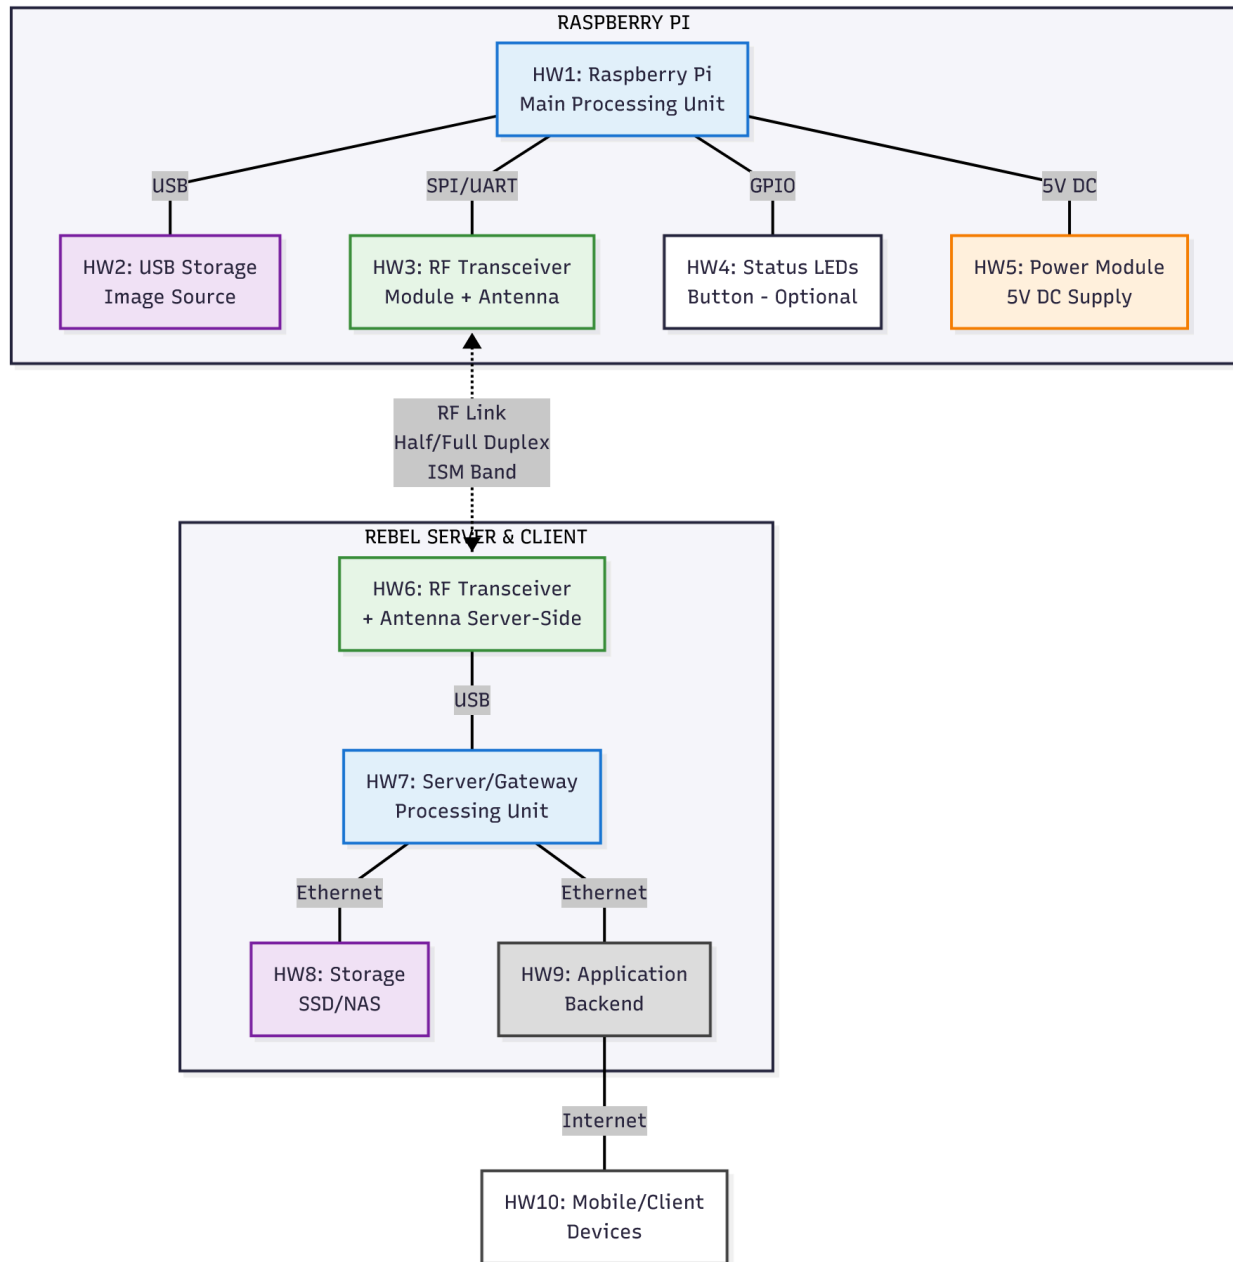 RASPBERRY PI
HW1: Raspberry Pi
Main Processing Unit
USB
SPI/UART
GPIO
5V DC
HW2: USB Storage
Image Source
HW3: RF Transceiver
Module + Antenna
HW4: Status LEDs
Button - Optional
HW5: Power Module
5V DC Supply
RF Link
Half/Full Duplex
ISM Band
REBEL SERVER & CLIENT
HW6: RF Transceiver
+ Antenna Server-Side
USB
HW7: Server/Gateway
Processing Unit
Ethernet
Ethernet
HW8: Storage
SSD/NAS
HW9: Application
Backend
Internet
HW10: Mobile/Client
Devices